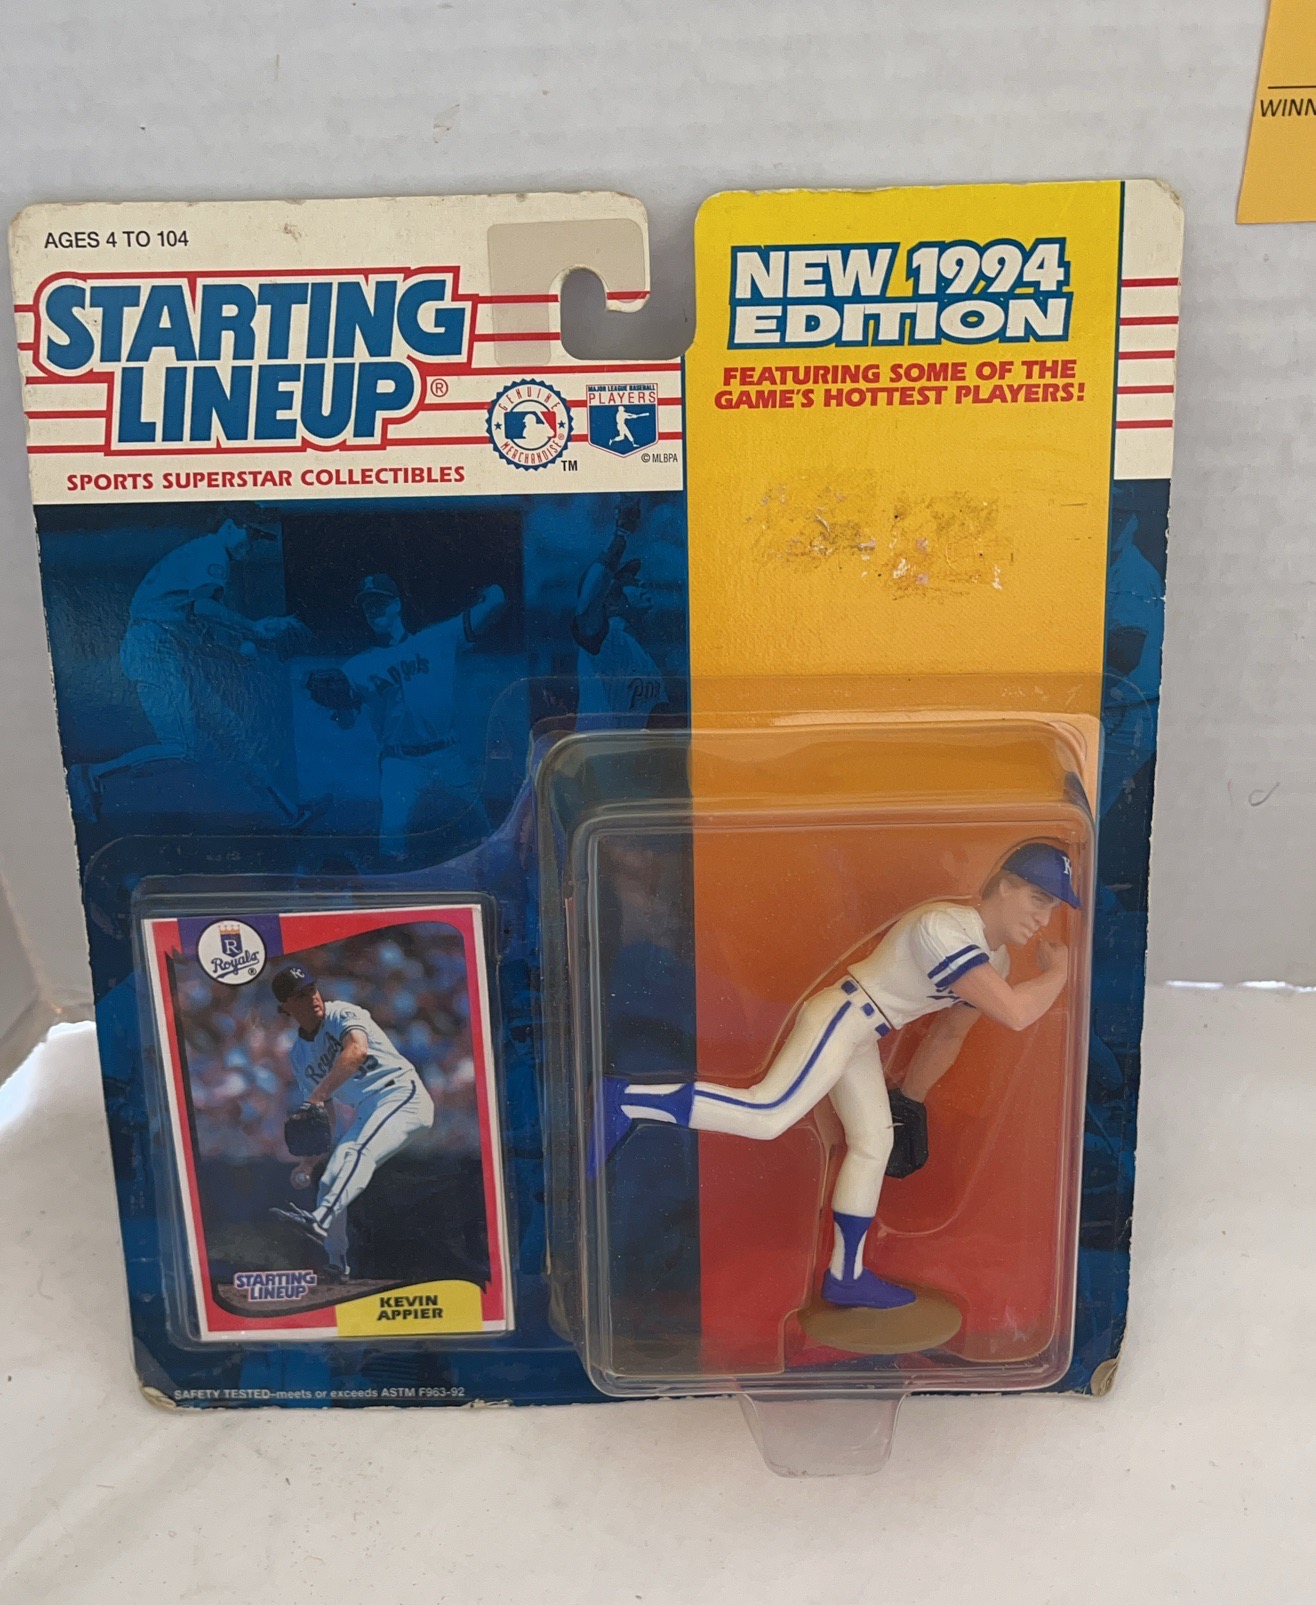 WINN
AGES 4 TO 104
STARTING
LINEUP®
SPORTS SUPERSTAR COLLECTIBLES
GENUINE
MERCHANDISE®
TM
MAJOR LEAGUE BASEBALL
PLAYERS
© MLBPA
NEW 1994
EDITION
FEATURING SOME OF THE
GAME'S HOTTEST PLAYERS!
R
Royals
®
KC
Royals
STARTING
LINEUP
KEVIN
APPIER
SAFETY TESTED–meets or exceeds ASTM F963-92